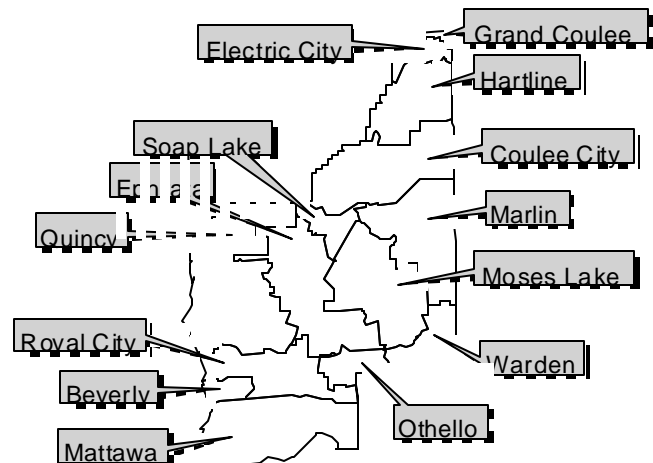 Grand Coulee
Electric City
Hartline
Soap Lake
Coulee City
Marlin
Quincy
Moses Lake
Royal City
Warden
Beverly
Othello
Mattawa